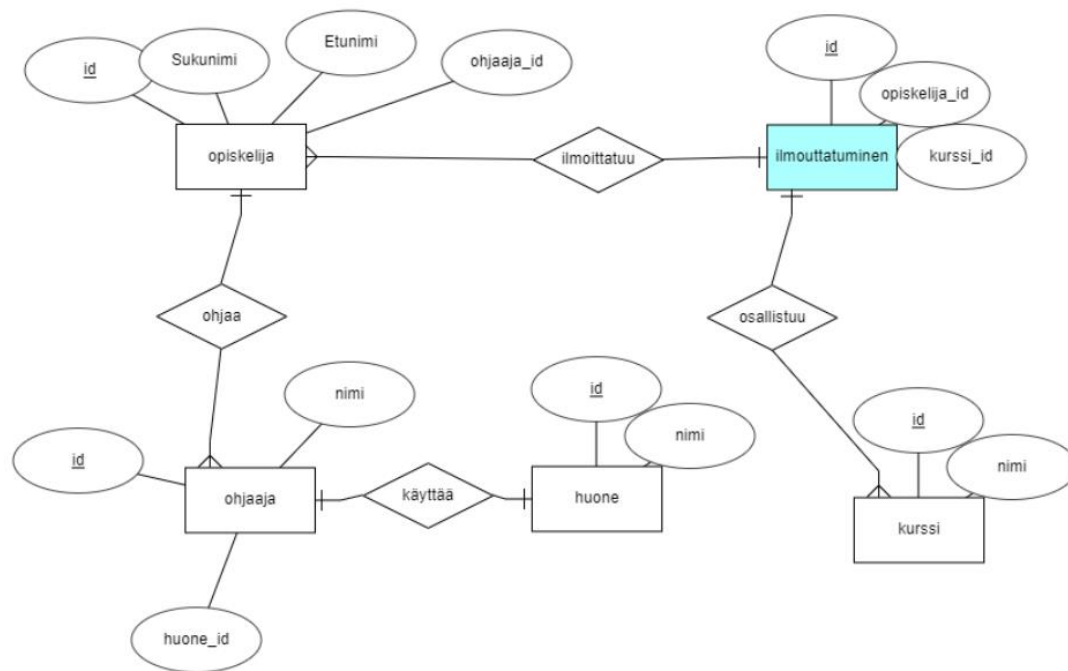 id
Sukunimi
Etunimi
ohjaaja_id
opiskelija
ilmoittatuu
id
opiskelija_id
ilmouttatuminen
kurssi_id
ohjaa
osallistuu
id
nimi
ohjaaja
huone_id
käyttää
id
nimi
huone
id
nimi
kurssi